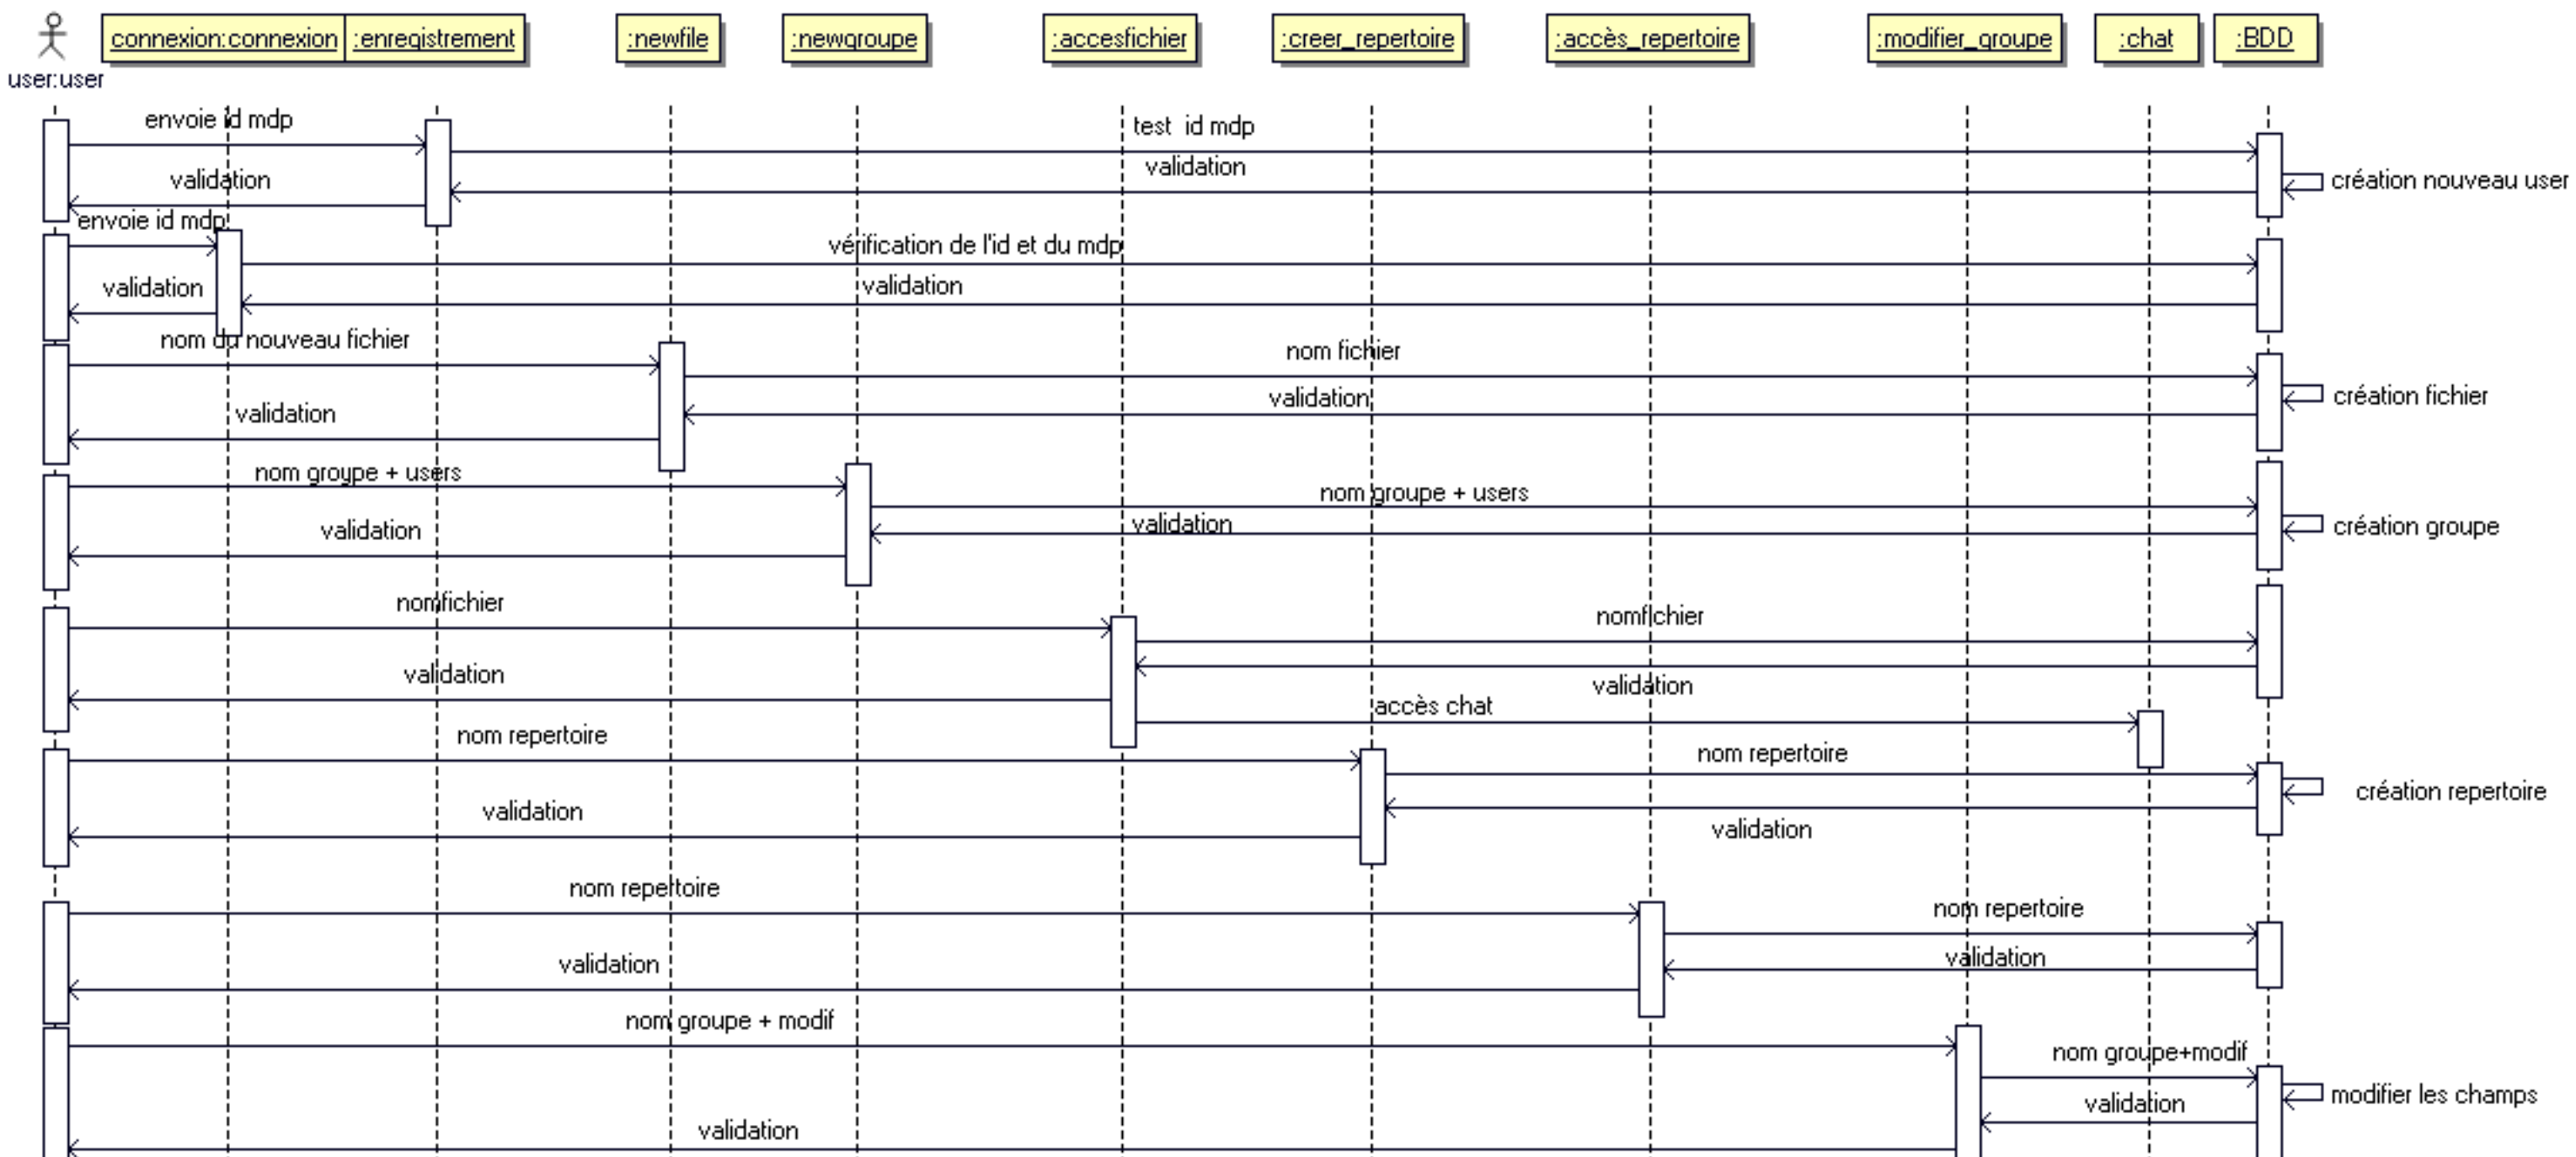 connexion:connexion
:enregistrement
:newfile
:newgroupe
:accesfichier
:creer_repertoire
:accès_repertoire
:modifier_groupe
:chat
:BDD
user:user
envoie id mdp
test id mdp
validation
validation
création nouveau user
envoie id mdp
vérification de l'id et du mdp
validation
validation
nom du nouveau fichier
nom fichier
validation
validation
création fichier
nom groupe + users
nom groupe + users
validation
validation
création groupe
nomfichier
nomfichier
validation
validation
accès chat
nom repertoire
nom repertoire
création repertoire
validation
validation
nom repertoire
nom repertoire
validation
validation
nom groupe + modif
nom groupe+modif
modifier les champs
validation
validation